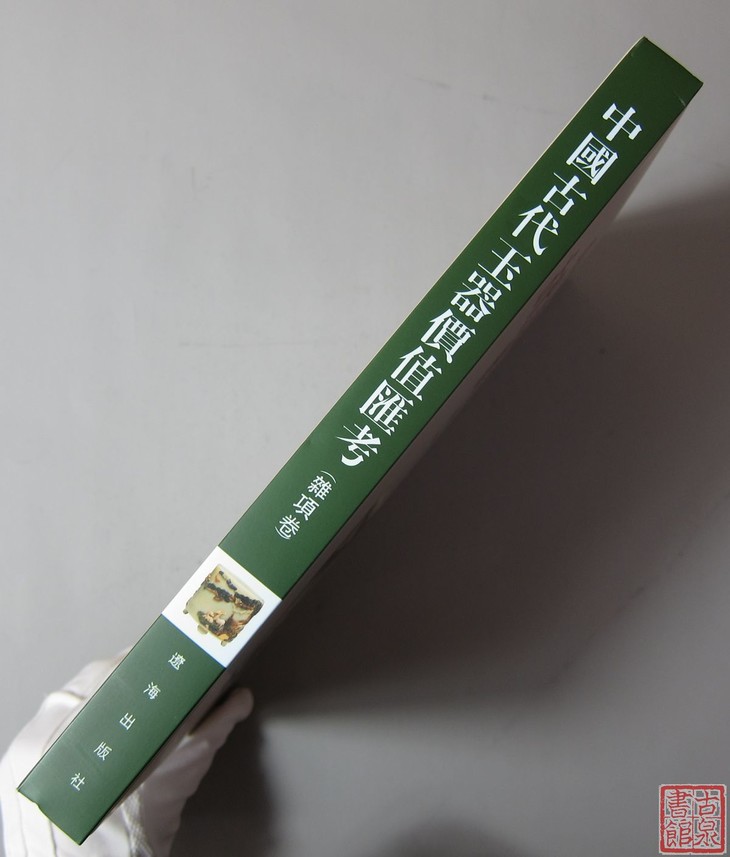 中國古代玉器價值匯考
（雜項卷）
遼海出版社
古泉書館